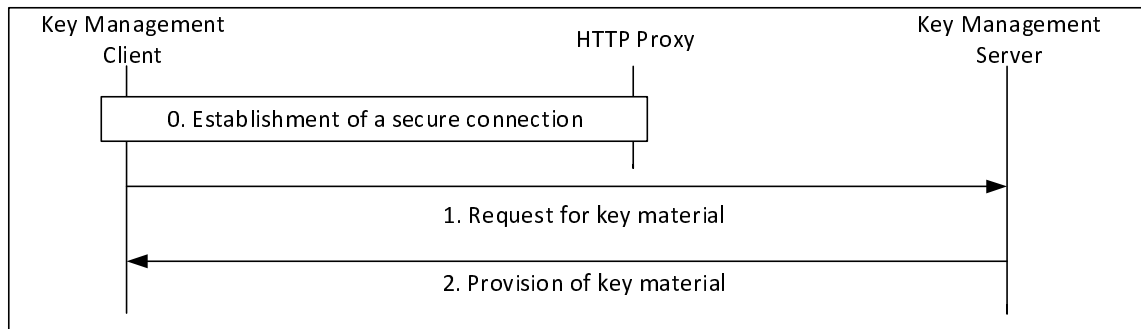 Key Management
Client
HTTP Proxy
Key Management
Server
0. Establishment of a secure connection
1. Request for key material
2. Provision of key material